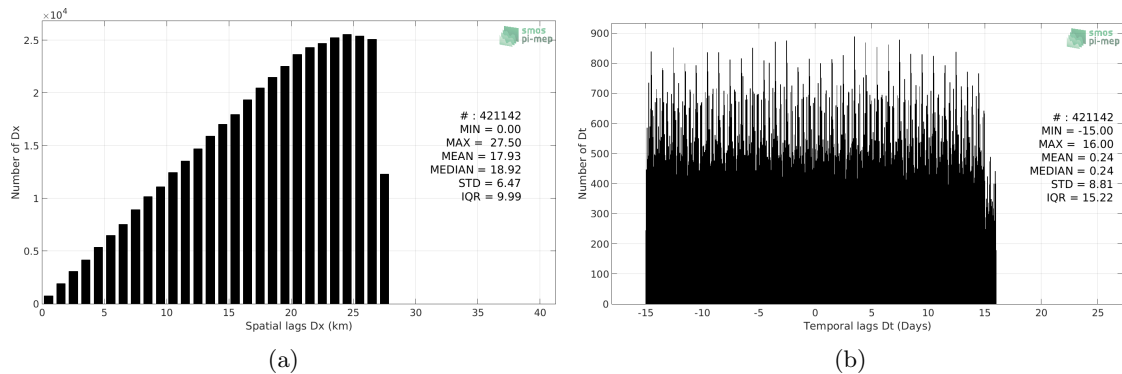 ×10⁴
2.5
2
1.5
1
0.5
0
0 5 10 15 20 25 30 35 40
Number of Dx
Spatial lags Dx (km)
smos
pi-mep
# : 421142
MIN = 0.00
MAX = 27.50
MEAN = 17.93
MEDIAN = 18.92
STD = 6.47
IQR = 9.99
(a)
900
800
700
600
500
400
300
200
100
0
-15 -10 -5 0 5 10 15 20 25
Number of Dt
Temporal lags Dt (Days)
smos
pi-mep
# : 421142
MIN = -15.00
MAX = 16.00
MEAN = 0.24
MEDIAN = 0.24
STD = 8.81
IQR = 15.22
(b)